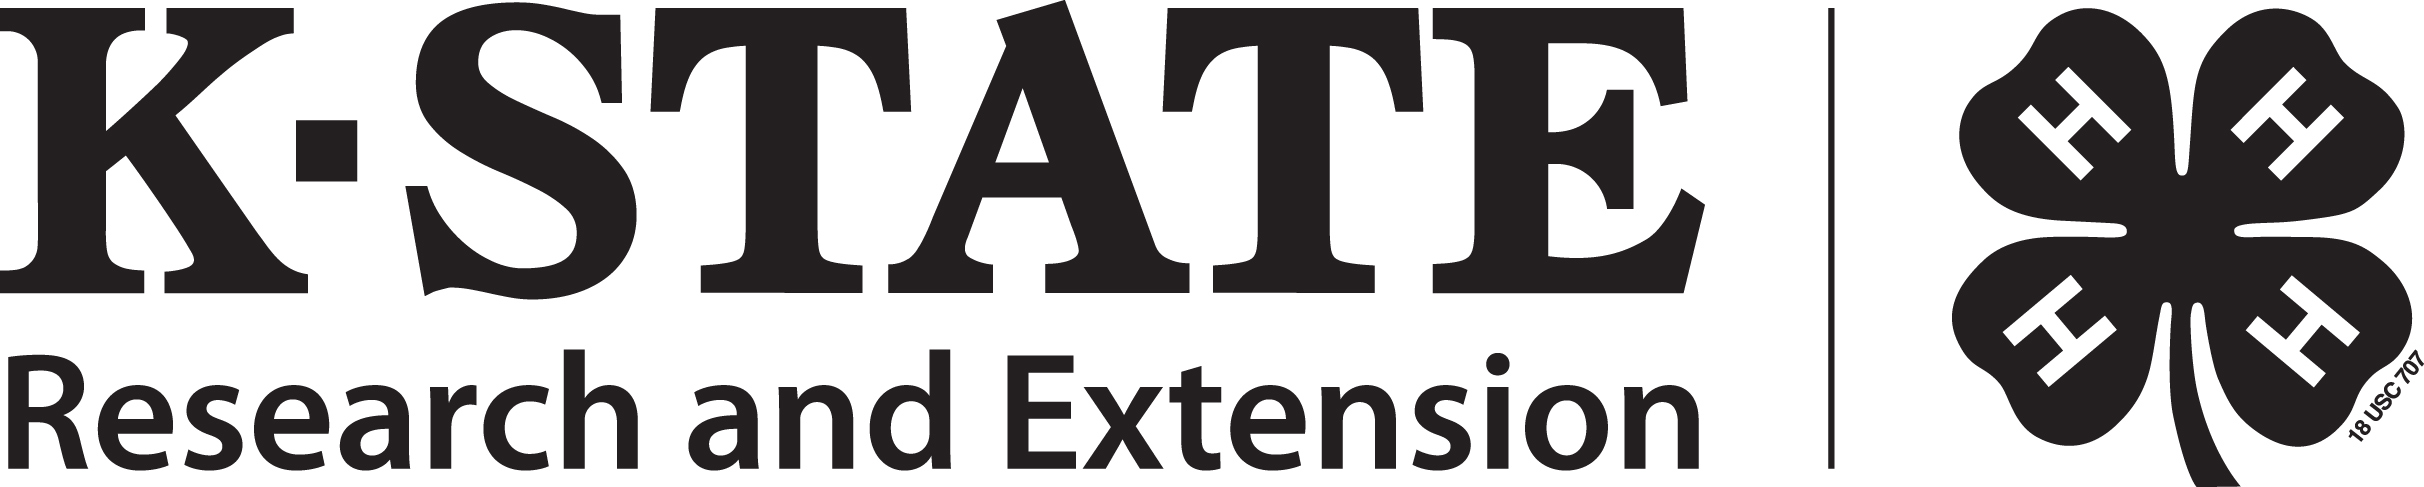 K·STATE
Research and Extension
H H
H H
18 USC 707